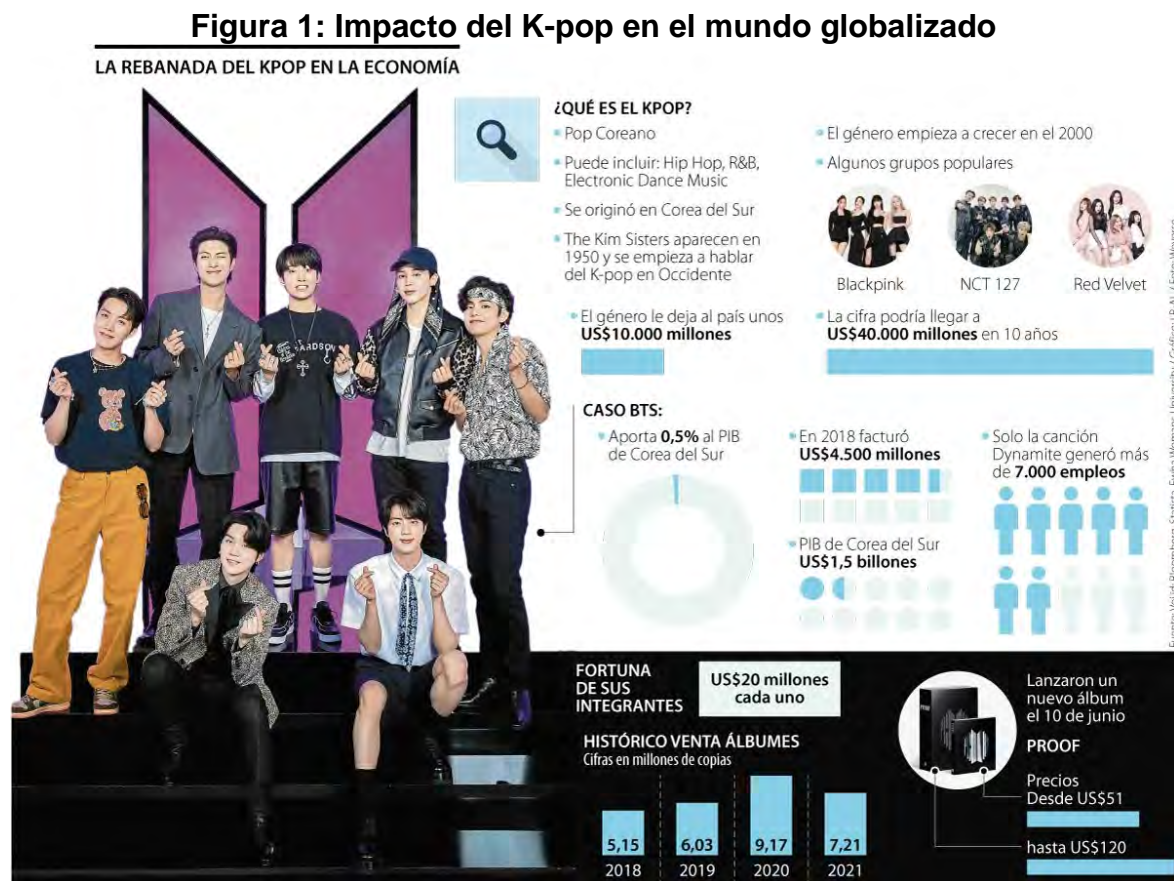 Figura 1: Impacto del K-pop en el mundo globalizado
LA REBANADA DEL KPOP EN LA ECONOMÍA
¿QUÉ ES EL KPOP?
Pop Coreano
Puede incluir: Hip Hop, R&B,
Electronic Dance Music
Se originó en Corea del Sur
The Kim Sisters aparecen en
1950 y se empieza a hablar
del K-pop en Occidente
El género empieza a crecer en el 2000
Algunos grupos populares
Blackpink
NCT 127
Red Velvet
El género le deja al país unos
US$10.000 millones
La cifra podría llegar a
US$40.000 millones en 10 años
CASO BTS:
Aporta 0,5% al PIB
de Corea del Sur
En 2018 facturó
US$4.500 millones
PIB de Corea del Sur
US$1,5 billones
Solo la canción
Dynamite generó más
de 7.000 empleos
FORTUNA
DE SUS
INTEGRANTES
US$20 millones
cada uno
HISTÓRICO VENTA ÁLBUMES
Cifras en millones de copias
5,15
6,03
9,17
7,21
2018
2019
2020
2021
Lanzaron un
nuevo álbum
el 10 de junio
PROOF
Precios
Desde US$51
hasta US$120